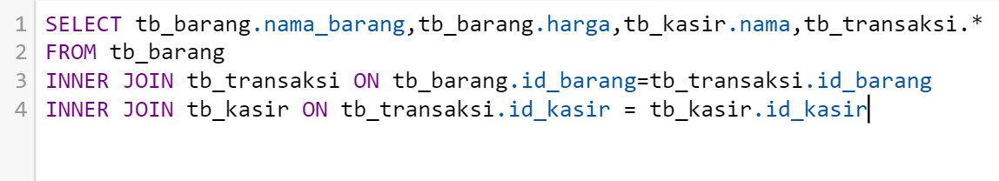 1 SELECT tb_barang.nama_barang,tb_barang.harga,tb_kasir.nama,tb_transaksi.*
2 FROM tb_barang
3 INNER JOIN tb_transaksi ON tb_barang.id_barang=tb_transaksi.id_barang
4 INNER JOIN tb_kasir ON tb_transaksi.id_kasir = tb_kasir.id_kasir